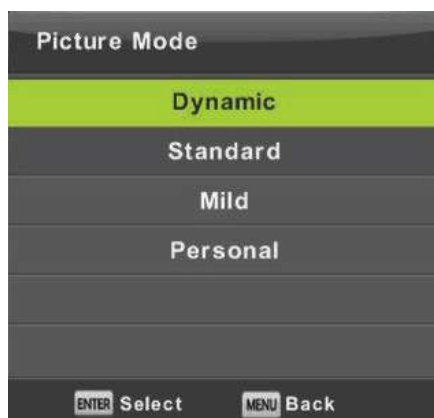 Picture Mode
Dynamic
Standard
Mild
Personal
ENTER Select MENU Back